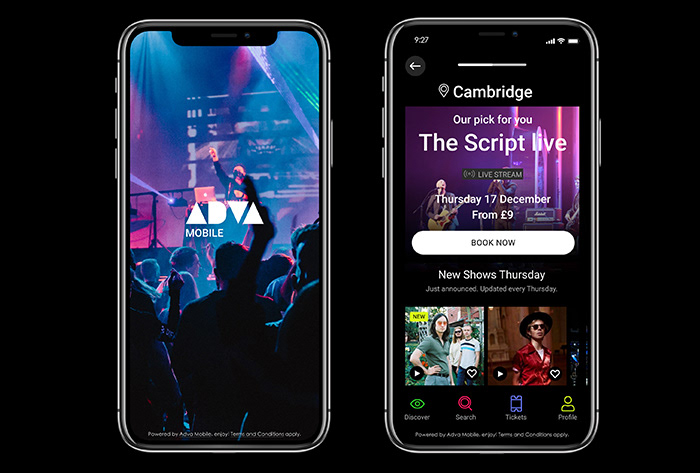 ADVA
MOBILE
Powered by Adva Mobile, enjoy! Terms and Conditions apply.
9:27
Cambridge
Our pick for you
The Script live
LIVE STREAM
Thursday 17 December
From £9
BOOK NOW
New Shows Thursday
Just announced. Updated every Thursday.
NEW
Discover
Search
Tickets
Profile
Powered by Adva Mobile, enjoy! Terms and Conditions apply.